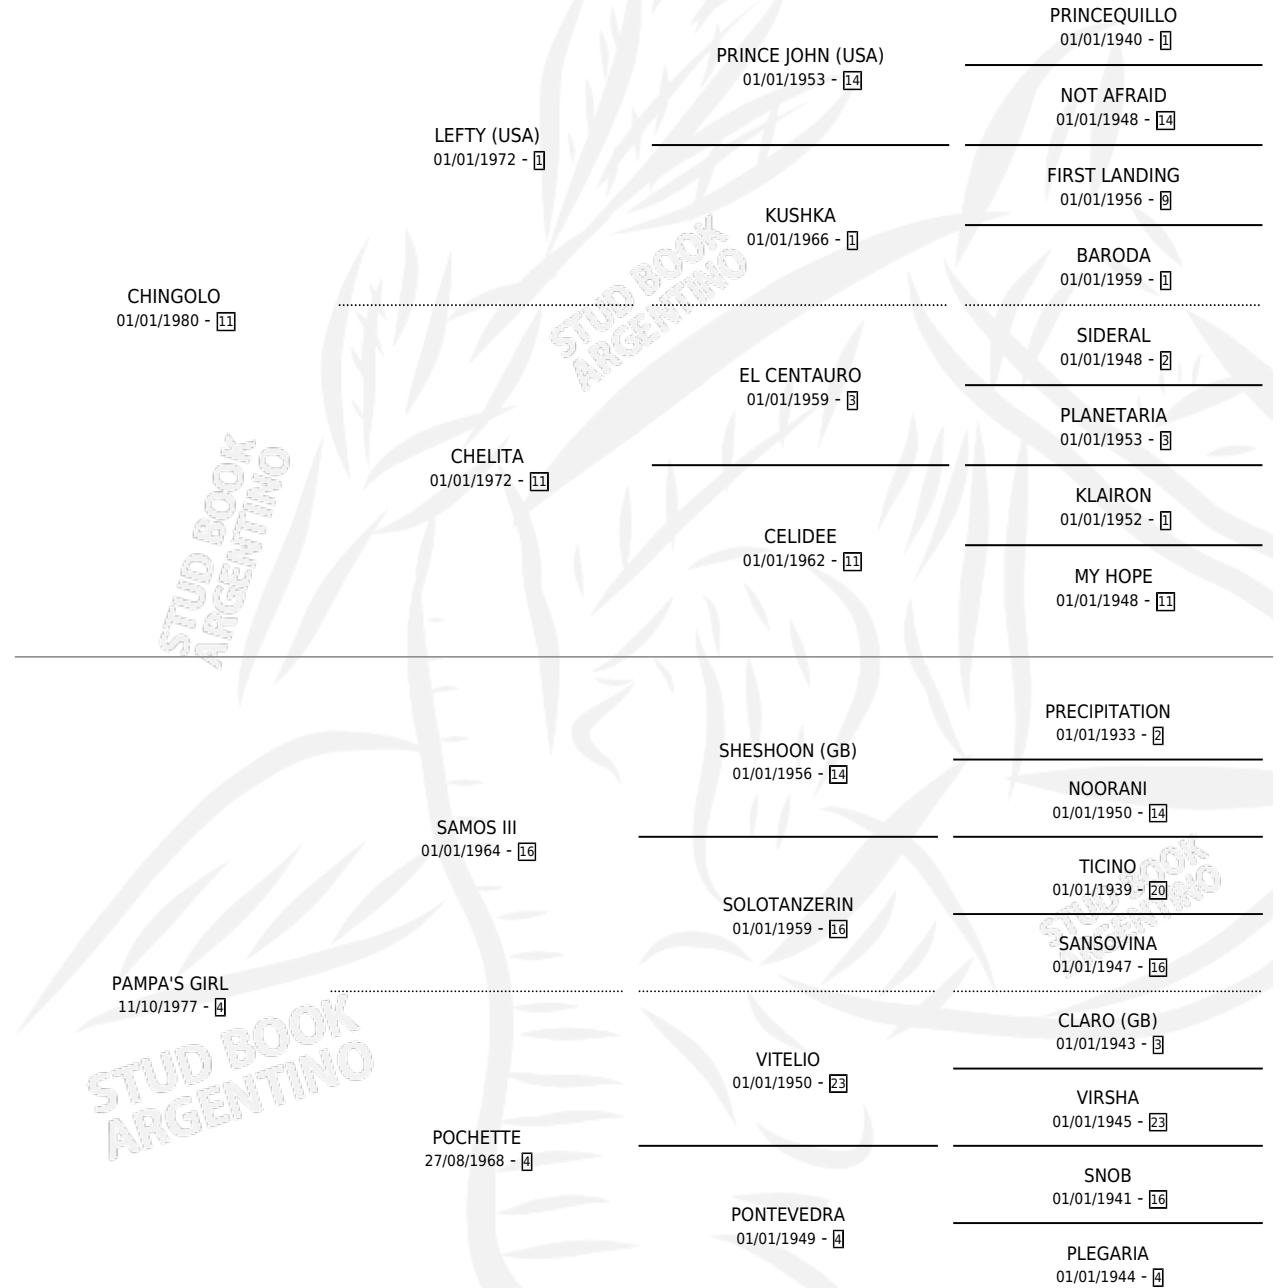 PRINCEQUILLO
01/01/1940 - 1
PRINCE JOHN (USA)
01/01/1953 - 14
NOT AFRAID
01/01/1948 - 14
LEFTY (USA)
01/01/1972 - 1
FIRST LANDING
01/01/1956 - 9
KUSHKA
01/01/1966 - 1
BARODA
01/01/1959 - 1
CHINGOLO
01/01/1980 - 11
STUD BOOK
ARGENTINO
SIDERAL
01/01/1948 - 2
EL CENTAURO
01/01/1959 - 3
PLANETARIA
01/01/1953 - 3
CHELITA
01/01/1972 - 11
KLAIRON
01/01/1952 - 1
CELIDEE
01/01/1962 - 11
MY HOPE
01/01/1948 - 11
STUD BOOK
ARGENTINO
PRECIPITATION
01/01/1933 - 2
SHESHOON (GB)
01/01/1956 - 14
NOORANI
01/01/1950 - 14
SAMOS III
01/01/1964 - 16
TICINO
01/01/1939 - 20
SOLOTANZERIN
01/01/1959 - 16
SANSOVINA
01/01/1947 - 16
STUD BOOK
ARGENTINO
PAMPA'S GIRL
11/10/1977 - 4
CLARO (GB)
01/01/1943 - 3
VITELIO
01/01/1950 - 23
VIRSHA
01/01/1945 - 23
STUD BOOK
ARGENTINO
POCHETTE
27/08/1968 - 4
SNOB
01/01/1941 - 16
PONTEVEDRA
01/01/1949 - 4
PLEGARIA
01/01/1944 - 4